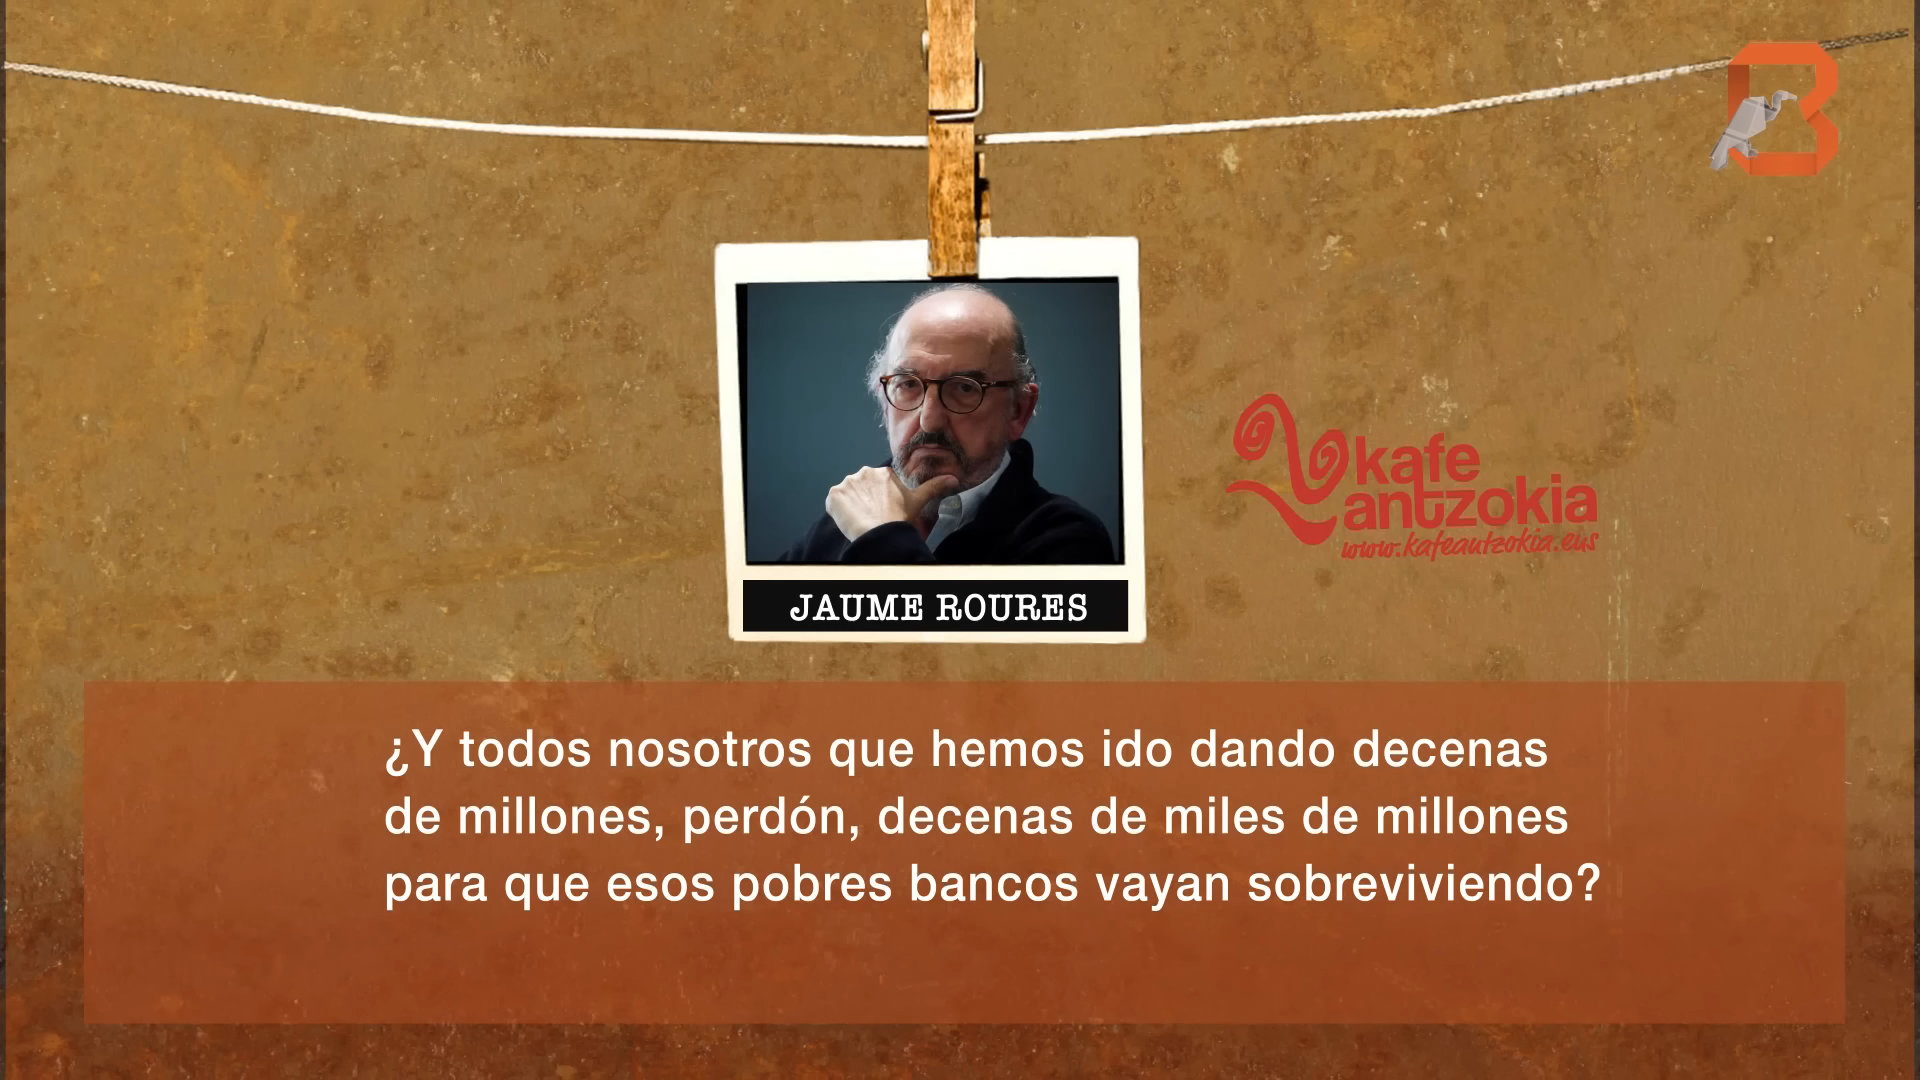 kafe
antzokia
www.kafeantzokia.eus
JAUME ROURES
¿Y todos nosotros que hemos ido dando decenas
de millones, perdón, decenas de miles de millones
para que esos pobres bancos vayan sobreviviendo?